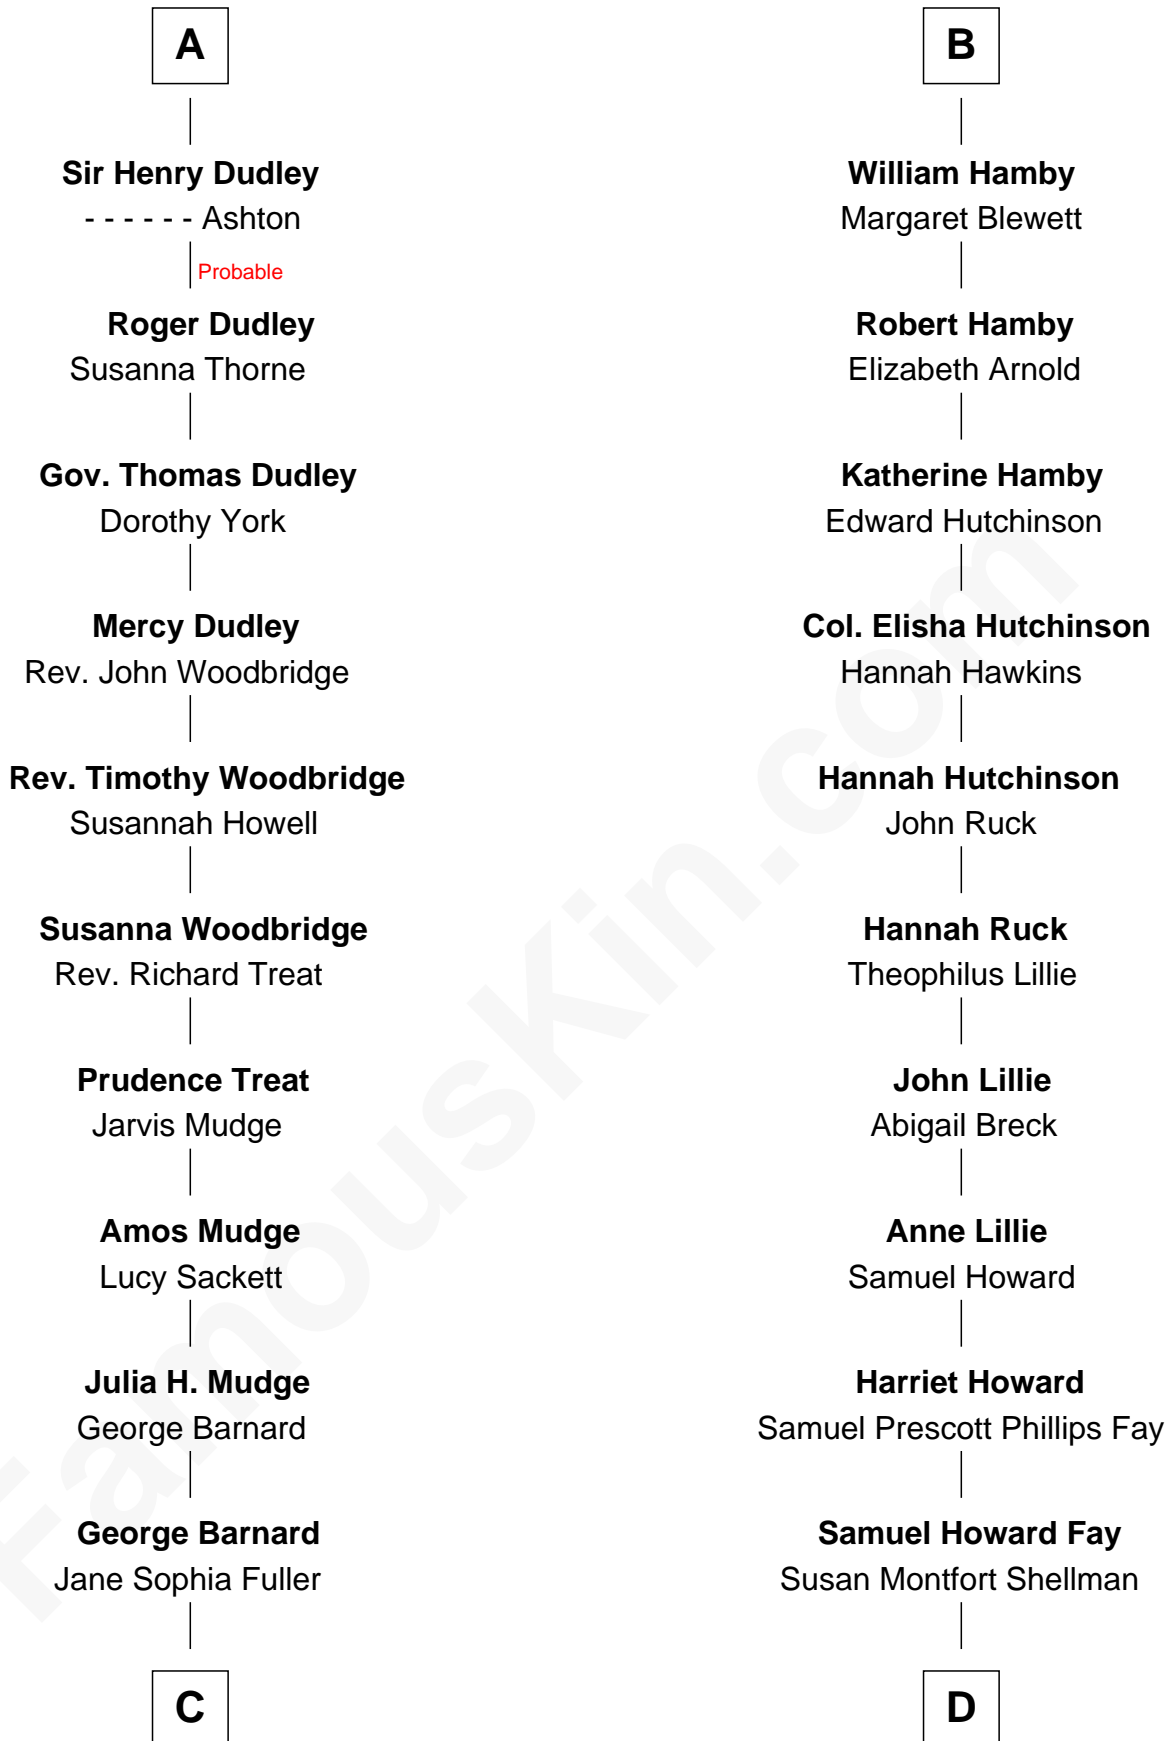 A
Sir Henry Dudley
- - - - - - Ashton
Probable
Roger Dudley
Susanna Thorne
Gov. Thomas Dudley
Dorothy York
Mercy Dudley
Rev. John Woodbridge
Rev. Timothy Woodbridge
Susannah Howell
Susanna Woodbridge
Rev. Richard Treat
Prudence Treat
Jarvis Mudge
Amos Mudge
Lucy Sackett
Julia H. Mudge
George Barnard
George Barnard
Jane Sophia Fuller
C
B
William Hamby
Margaret Blewett
Robert Hamby
Elizabeth Arnold
Katherine Hamby
Edward Hutchinson
Col. Elisha Hutchinson
Hannah Hawkins
Hannah Hutchinson
John Ruck
Hannah Ruck
Theophilus Lillie
John Lillie
Abigail Breck
Anne Lillie
Samuel Howard
Harriet Howard
Samuel Prescott Phillips Fay
Samuel Howard Fay
Susan Montfort Shellman
D
FamousKin.com